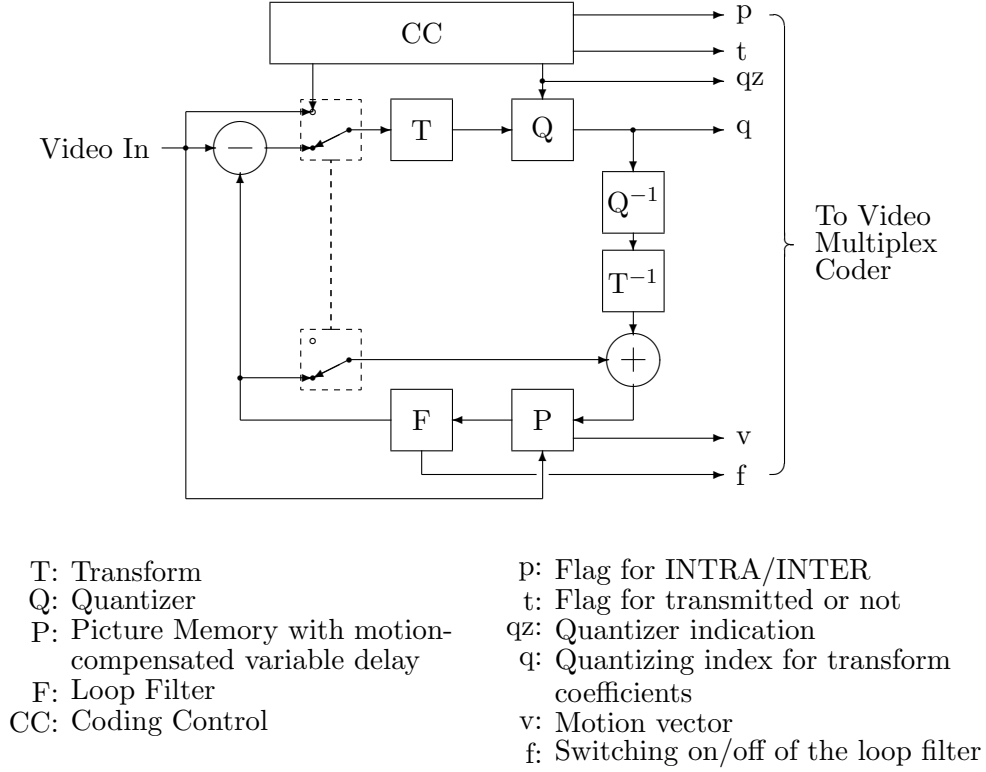 CC
p
t
qz
Video In
T
Q
q
Q⁻¹
T⁻¹
To Video
Multiplex
Coder
−
+
F
P
v
f
T: Transform
Q: Quantizer
P: Picture Memory with motion-
compensated variable delay
F: Loop Filter
CC: Coding Control
p: Flag for INTRA/INTER
t: Flag for transmitted or not
qz: Quantizer indication
q: Quantizing index for transform
coefficients
v: Motion vector
f: Switching on/off of the loop filter